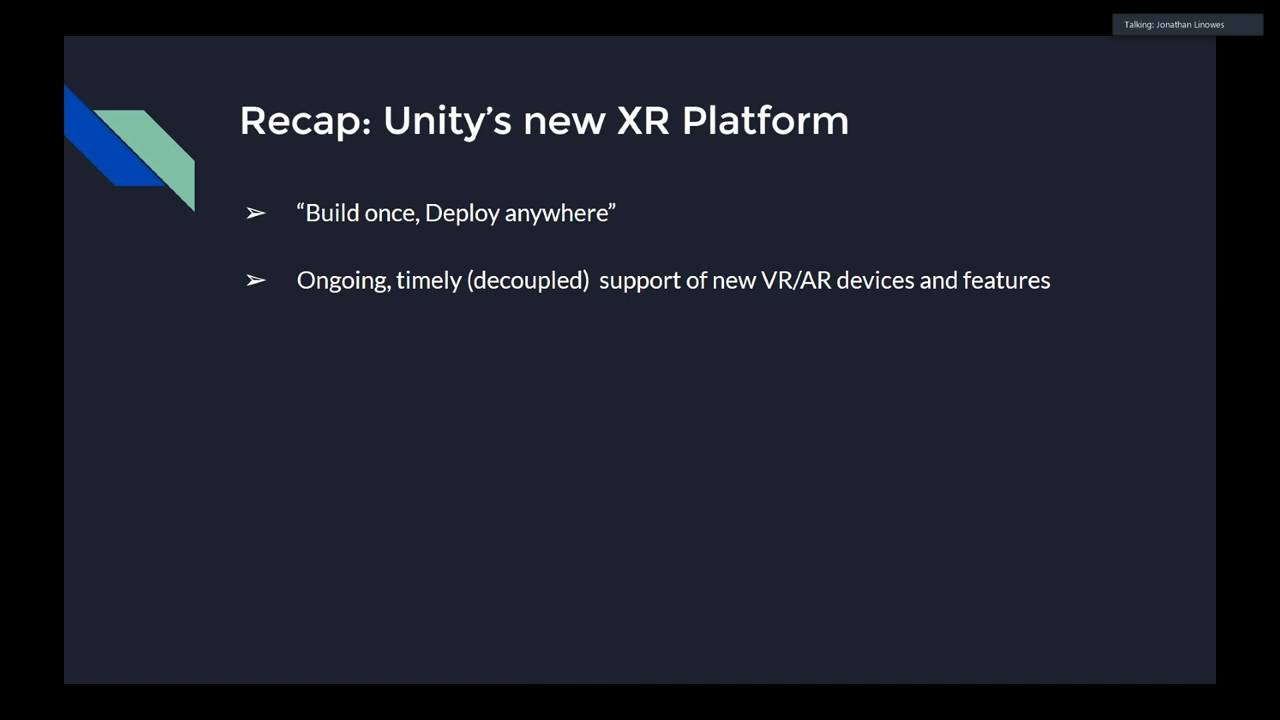 Talking: Jonathan Linowes
Recap: Unity’s new XR Platform
➢ “Build once, Deploy anywhere”
➢ Ongoing, timely (decoupled) support of new VR/AR devices and features